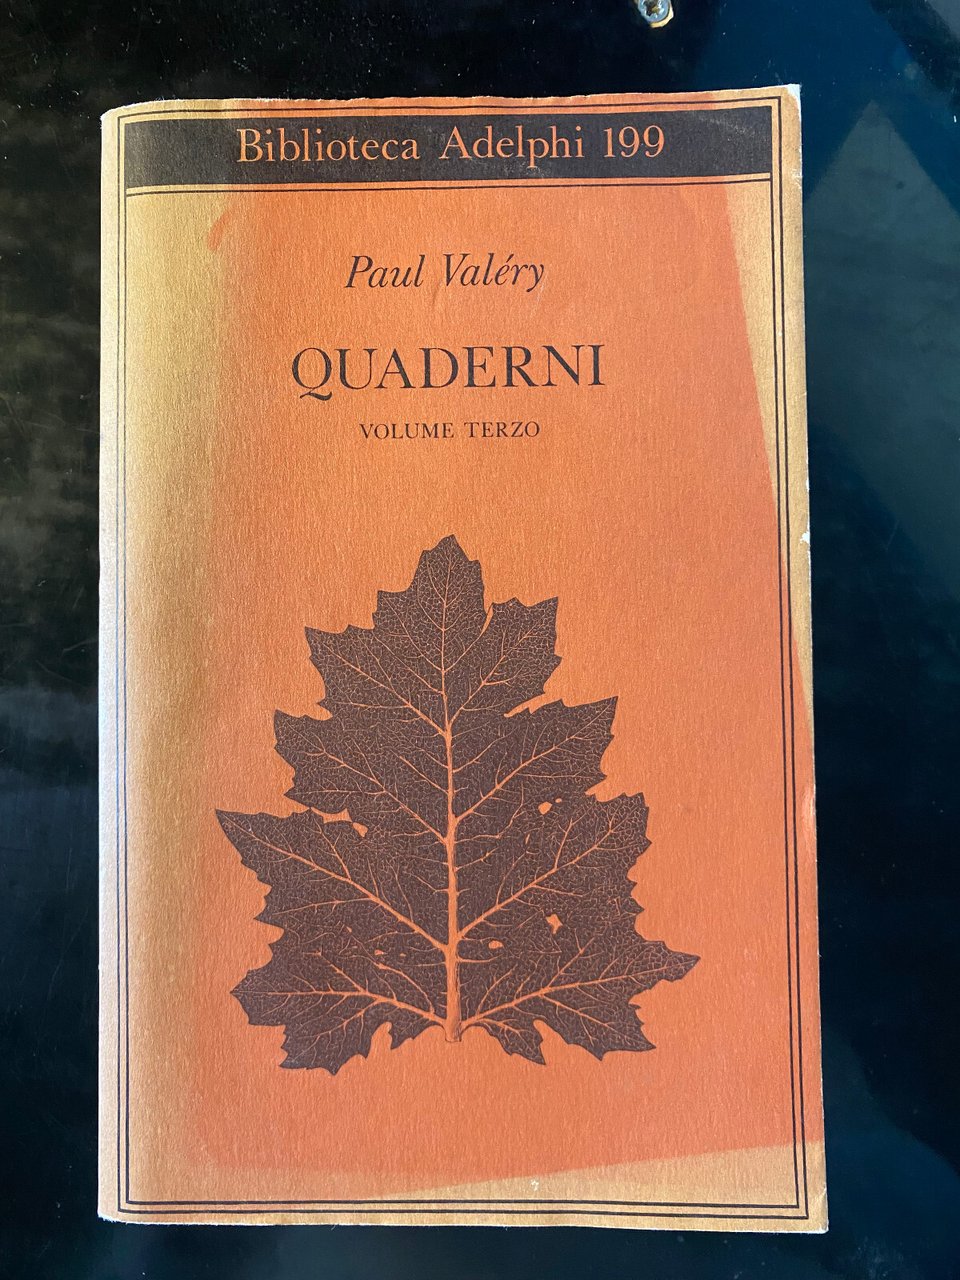 Biblioteca Adelphi 199
Paul Valéry
QUADERNI
VOLUME TERZO